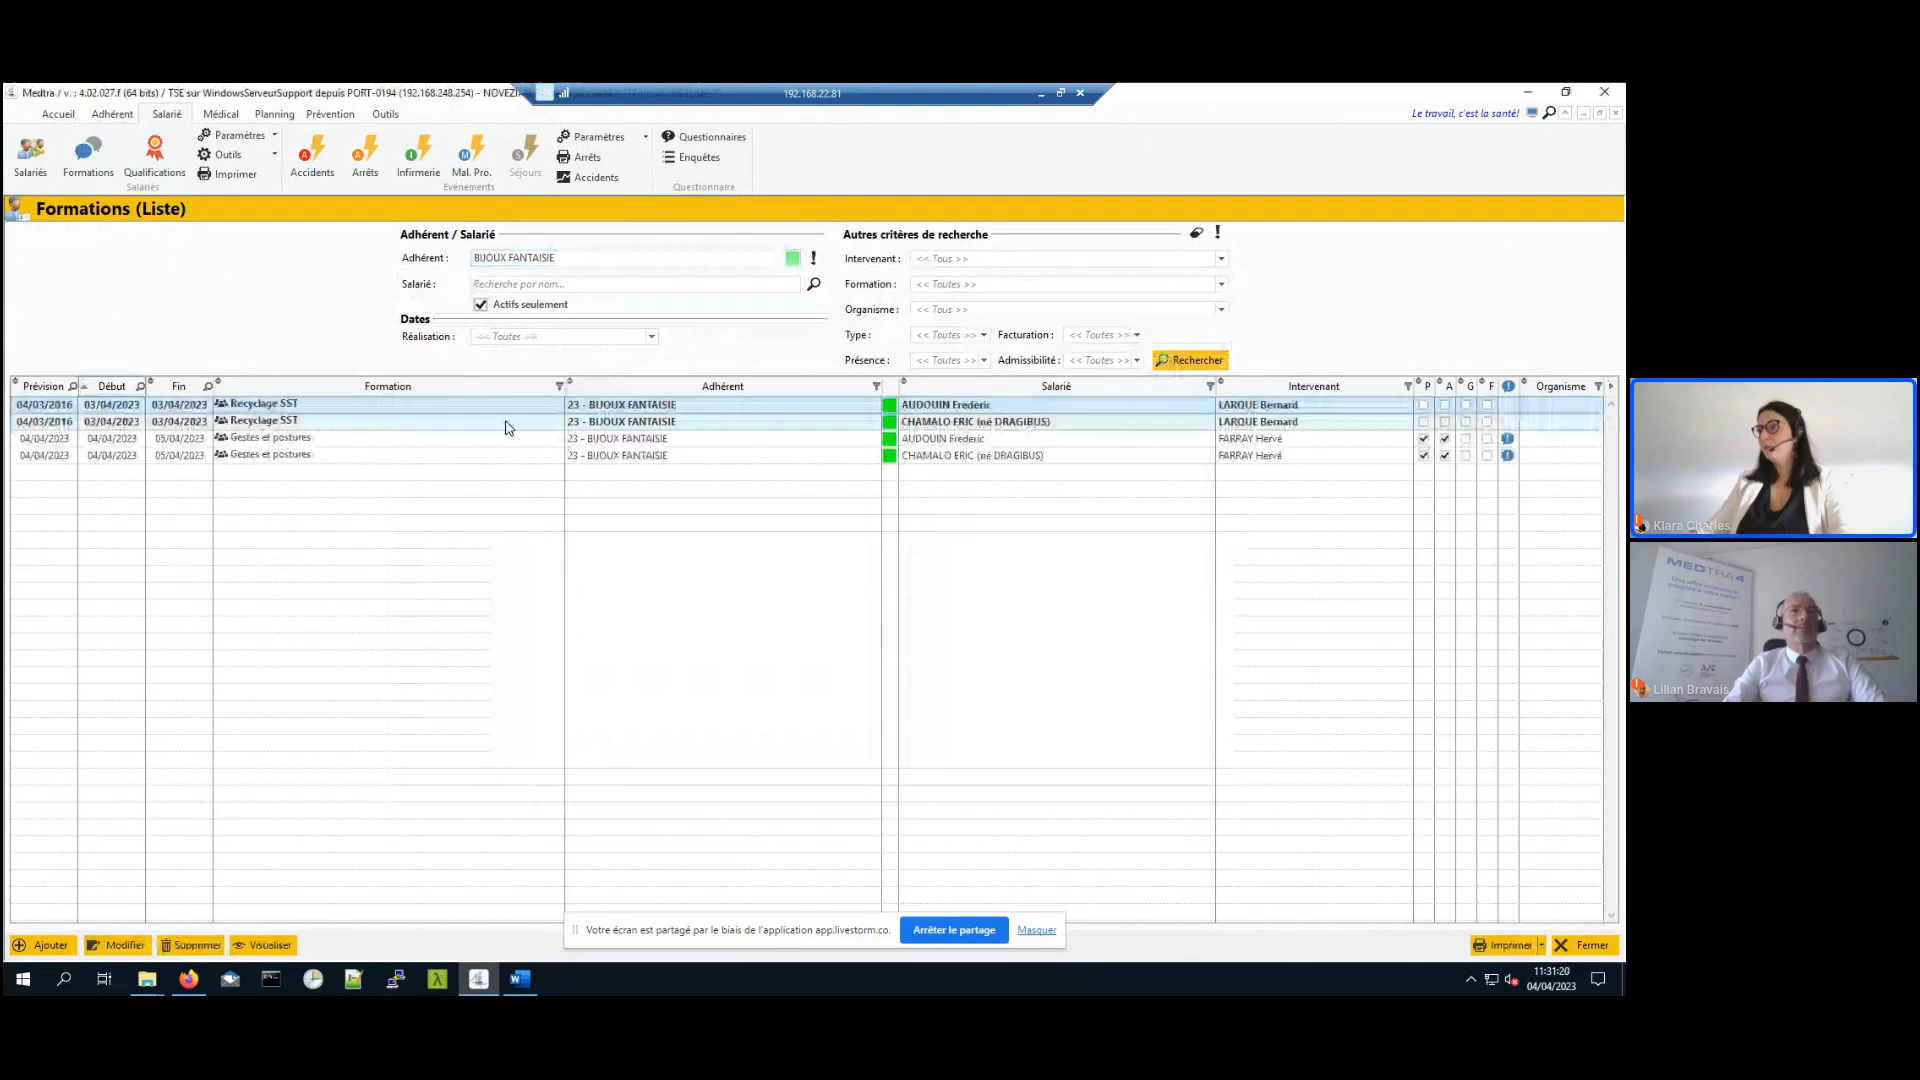 Medtra / v. : 4.02.027.f (64 bits) / TSE sur WindowsServeurSupport depuis PORT-0194 (192.168.248.254) - NOVEZI
192.168.22.81
Accueil Adhérent Salarié Médical Planning Prévention Outils
Le travail, c'est la santé!
Salariés Formations Qualifications
Paramètres
Outils
Imprimer
Salariés
Accidents Arrêts Infirmerie Mal. Pro. Séjours
Paramètres
Arrêts
Accidents
Evénements
Questionnaires
Enquêtes
Questionnaire
Formations (Liste)
Adhérent / Salarié
Adhérent : BIJOUX FANTAISIE
Salarié : Recherche par nom...
Actifs seulement
Dates
Réalisation : <<< Toutes >>>
Autres critères de recherche
Intervenant : << Tous >>
Formation : << Toutes >>
Organisme : << Tous >>
Type : << Toutes >> Facturation : << Toutes >>
Présence : << Toutes >> Admissibilité : << Toutes >> Rechercher
Prévision Début Fin Formation Adhérent Salarié Intervenant P A G F Organisme
04/03/2016 03/04/2023 03/04/2023 Recyclage SST 23 - BIJOUX FANTAISIE AUDOUIN Frederic LARQUE Bernard
04/03/2016 03/04/2023 03/04/2023 Recyclage SST 23 - BIJOUX FANTAISIE CHAMALO ERIC (né DRAGIBUS) LARQUE Bernard
04/04/2023 04/04/2023 05/04/2023 Gestes et postures 23 - BIJOUX FANTAISIE AUDOUIN Frederic FARRAY Hervé
04/04/2023 04/04/2023 05/04/2023 Gestes et postures 23 - BIJOUX FANTAISIE CHAMALO ERIC (né DRAGIBUS) FARRAY Hervé
Klara Charles
MEDTRA4
Lilian Bravais
Votre écran est partagé par le biais de l'application app.livestorm.co. Arrêter le partage Masquer
Ajouter Modifier Supprimer Visualiser Imprimer Fermer
11:31:20
04/04/2023